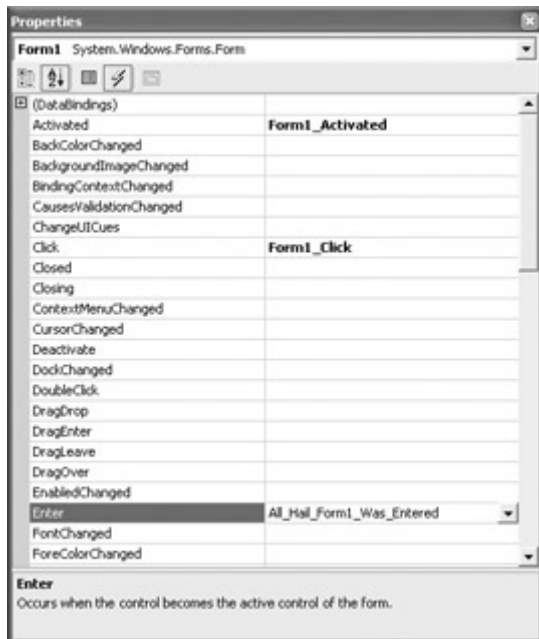 Properties
Form1 System.Windows.Forms.Form
(DataBindings)
Activated Form1_Activated
BackColorChanged
BackgroundImageChanged
BindingContextChanged
CausesValidationChanged
ChangeUICues
Click Form1_Click
Closed
Closing
ContextMenuChanged
CursorChanged
Deactivate
DockChanged
DoubleClick
DragDrop
DragEnter
DragLeave
DragOver
EnabledChanged
Enter All_Hail_Form1_Was_Entered
FontChanged
ForeColorChanged
Enter
Occurs when the control becomes the active control of the form.